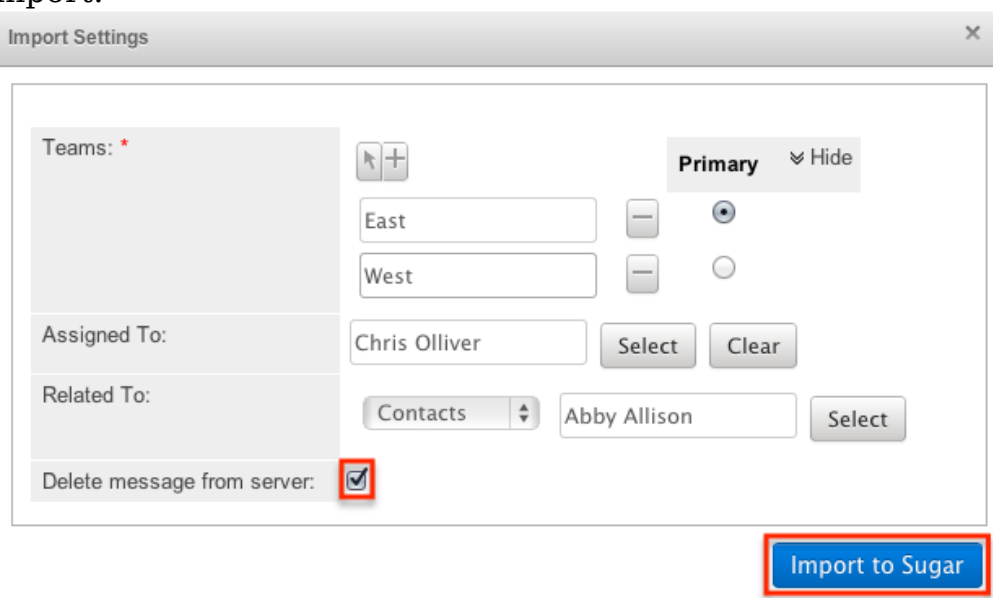 import.
Import Settings
Teams: *
Primary
Hide
East
West
Assigned To:
Chris Olliver
Select
Clear
Related To:
Contacts
Abby Allison
Select
Delete message from server:
Import to Sugar